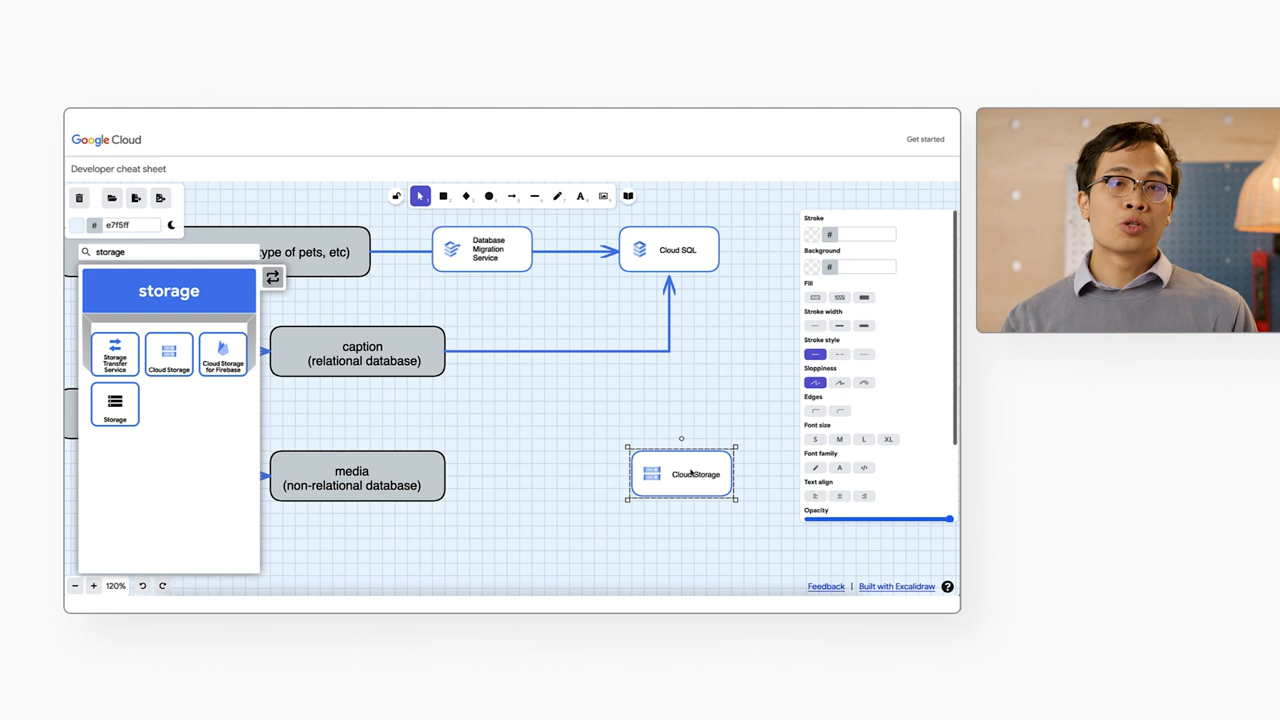 Google Cloud
Get started
Developer cheat sheet
# e7f5ff
storage
storage
Storage
Transfer
Service
Cloud Storage
Cloud Storage
for Firebase
Storage
type of pets, etc)
Database
Migration
Service
Cloud SQL
caption
(relational database)
media
(non-relational database)
Cloud Storage
A
Stroke
#
Background
#
Fill
Stroke width
Stroke style
Sloppiness
Edges
Font size
S M L XL
Font family
A </>
Text align
Opacity
120%
Feedback | Built with Excalidraw ?